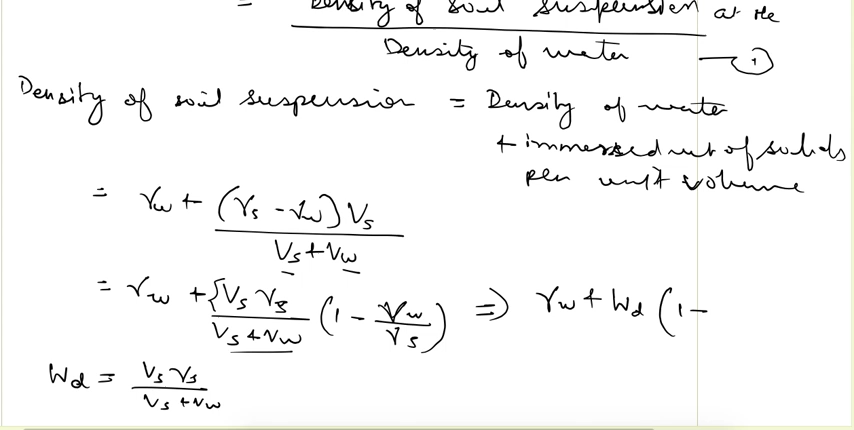 = Density of soil suspension at the
Density of water — ①
Density of soil suspension = Density of water
+ immersed wt of solids
per unit volume
= γw + (γs - γw) Vs / Vs + Vw
= γw + { Vs γs / Vs + Vw (1 - γw / γs) ⇒ γw + Wd (1 -
Wd = Vs γs / Vs + Vw